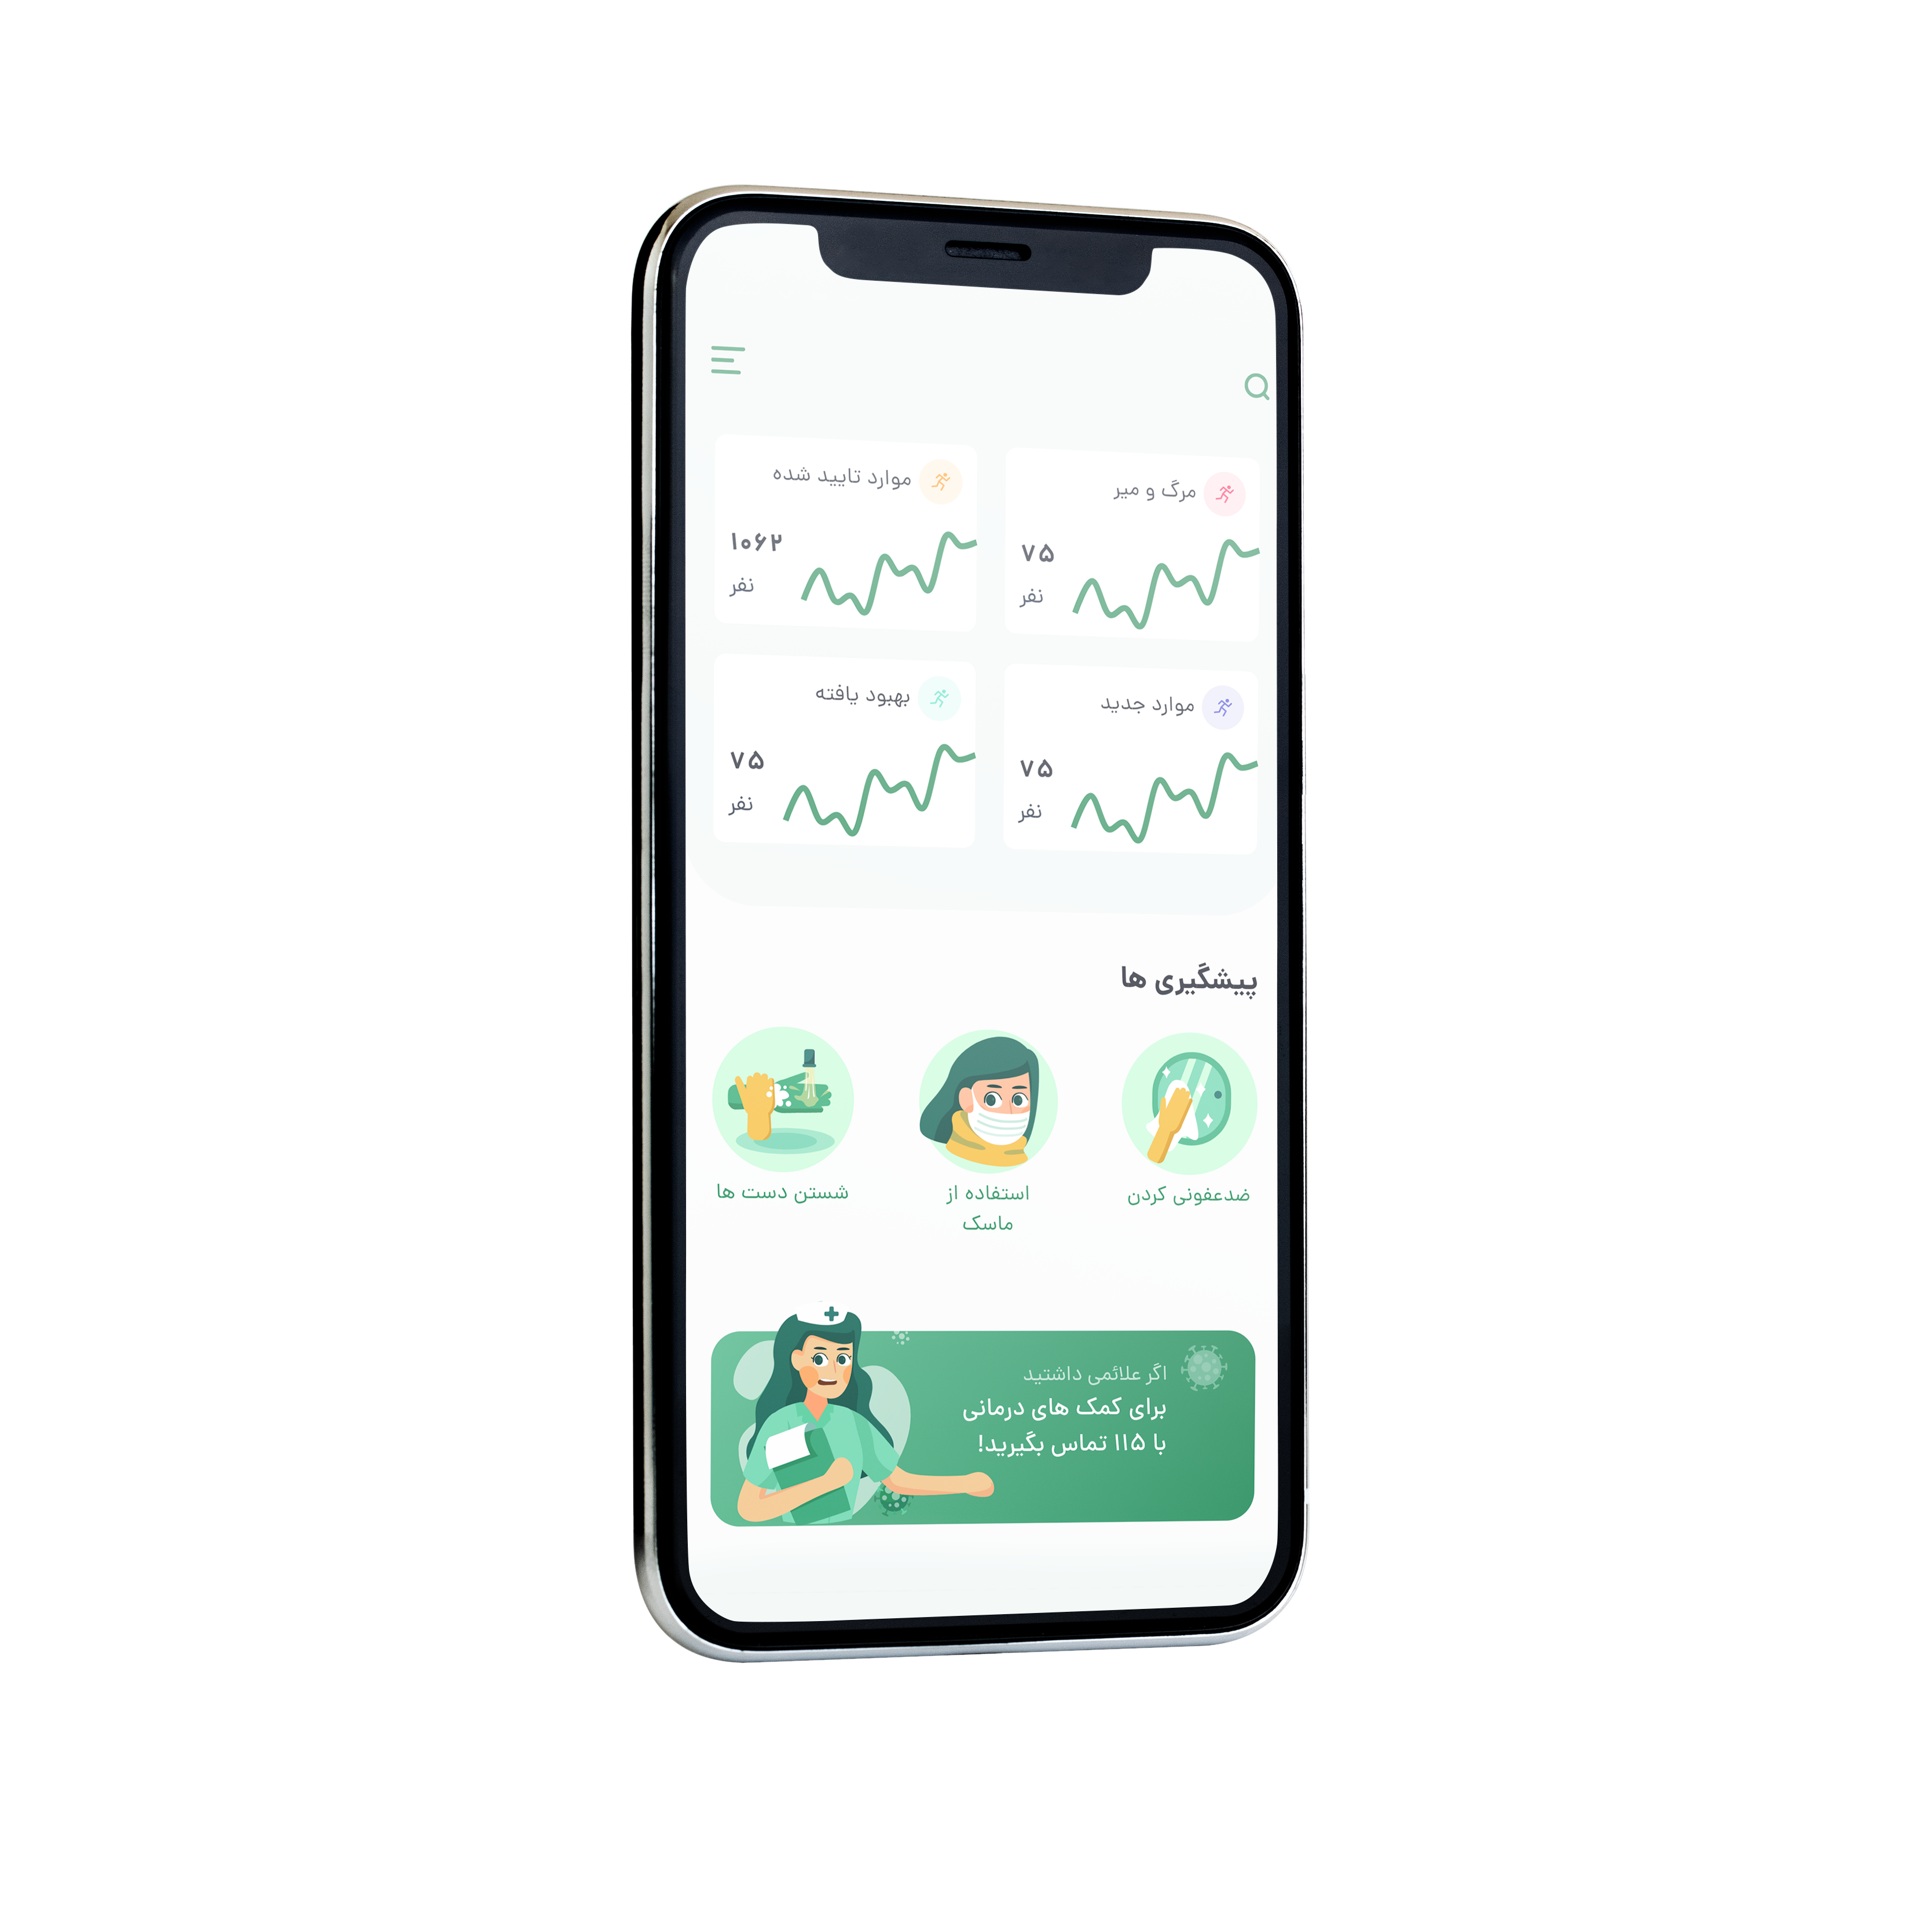 مرگ و میر
۷۵
نفر
موارد تایید شده
۱۰۶۲
نفر
موارد جدید
۷۵
نفر
بهبود یافته
۷۵
نفر
پیشگیری ها
ضدعفونی کردن
استفاده از
ماسک
شستن دست ها
اگر علائمی داشتید
برای کمک های درمانی
با ۱۱۵ تماس بگیرید!